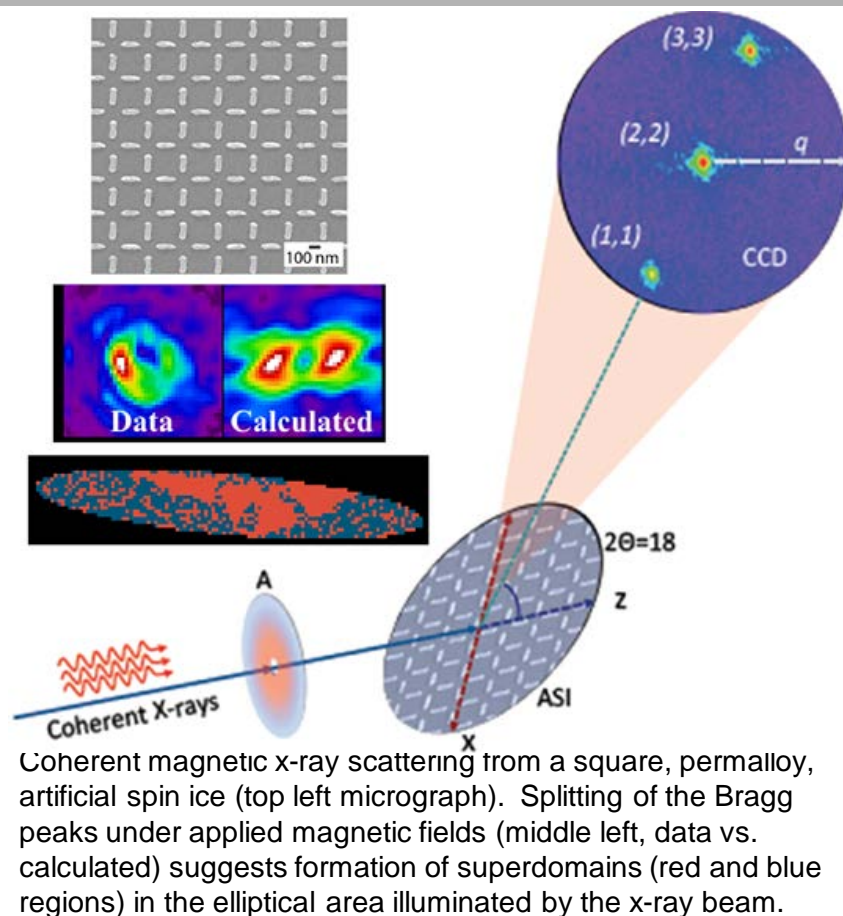 (3,3)
(2,2)
q
(1,1)
CCD
100 nm
Data
Calculated
2Θ=18
A
Z
Coherent X-rays
ASI
X
Coherent magnetic x-ray scattering from a square, permalloy,
artificial spin ice (top left micrograph).  Splitting of the Bragg
peaks under applied magnetic fields (middle left, data vs.
calculated) suggests formation of superdomains (red and blue
regions) in the elliptical area illuminated by the x-ray beam.